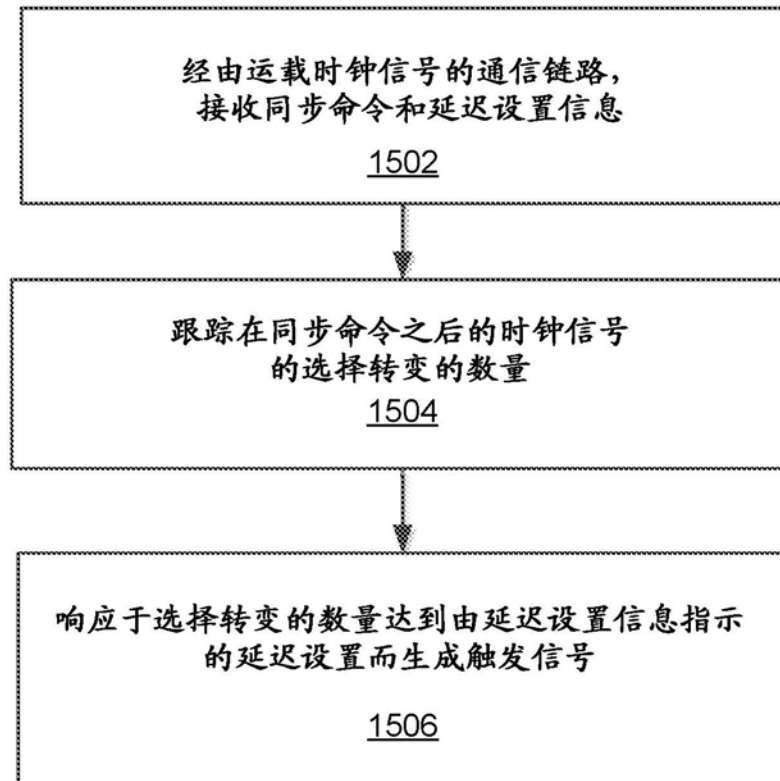 经由运载时钟信号的通信链路，
接收同步命令和延迟设置信息
1502
跟踪在同步命令之后的时钟信号
的选择转变的数量
1504
响应于选择转变的数量达到由延迟设置信息指示
的延迟设置而生成触发信号
1506